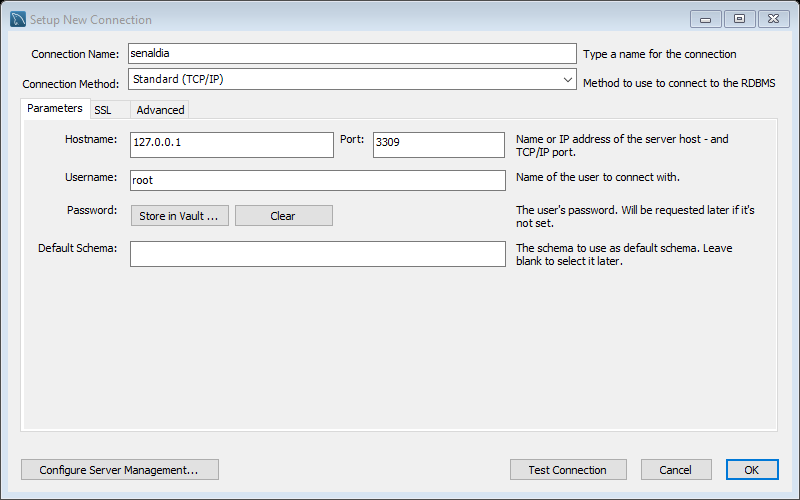 Setup New Connection
Connection Name: senaldia Type a name for the connection
Connection Method: Standard (TCP/IP) Method to use to connect to the RDBMS
Parameters SSL Advanced
Hostname: 127.0.0.1 Port: 3309 Name or IP address of the server host - and
TCP/IP port.
Username: root Name of the user to connect with.
Password: Store in Vault ... Clear The user's password. Will be requested later if it's
not set.
Default Schema: The schema to use as default schema. Leave
blank to select it later.
Configure Server Management... Test Connection Cancel OK